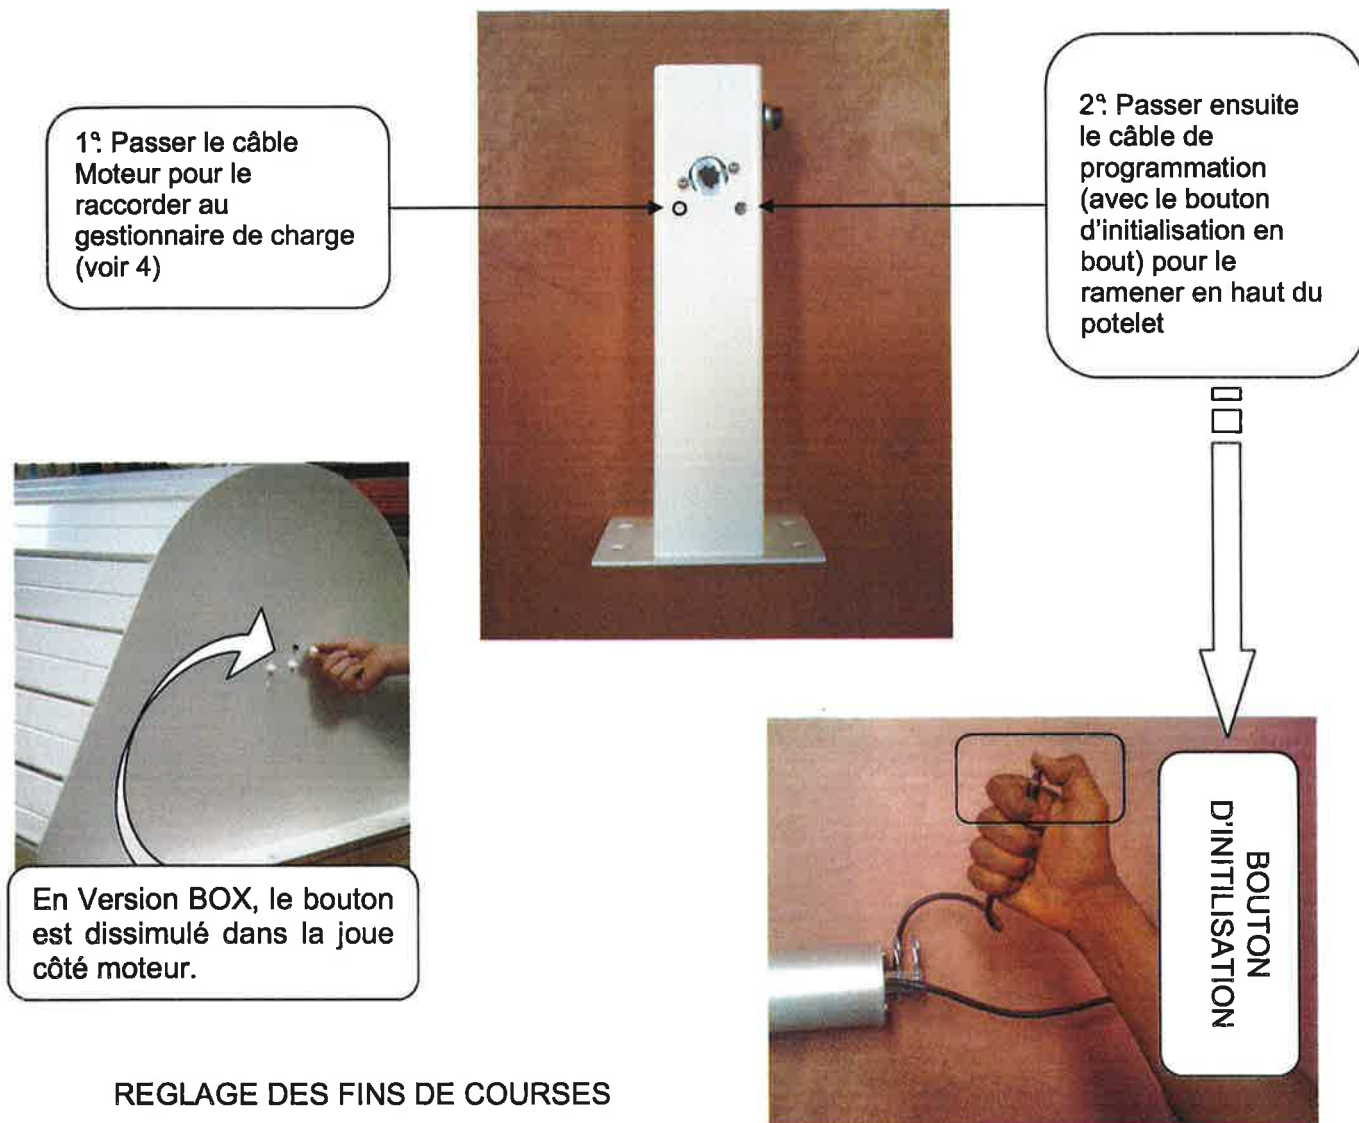 1°: Passer le câble
Moteur pour le
raccorder au
gestionnaire de charge
(voir 4)
2°: Passer ensuite
le câble de
programmation
(avec le bouton
d'initialisation en
bout) pour le
ramener en haut du
potelet
En Version BOX, le bouton
est dissimulé dans la joue
côté moteur.
BOUTON
D'INITILISATION
REGLAGE DES FINS DE COURSES